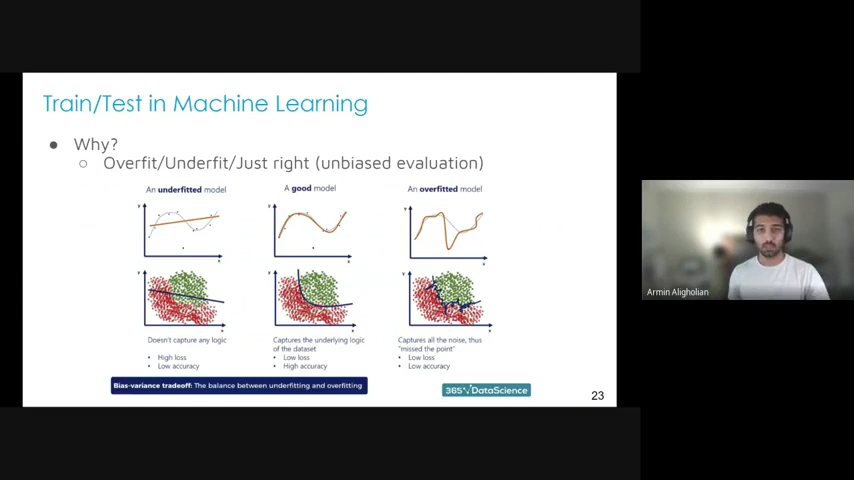 Train/Test in Machine Learning
● Why?
○ Overfit/Underfit/Just right (unbiased evaluation)
An underfitted model
A good model
An overfitted model
Y
x
Y
x
Y
x
Y
x
Y
x
Y
x
Doesn't capture any logic
• High loss
• Low accuracy
Captures the underlying logic
of the dataset
• Low loss
• High accuracy
Captures all the noise, thus
"missed the point"
• Low loss
• Low accuracy
Bias-variance tradeoff: The balance between underfitting and overfitting
365√DataScience
23
Armin Aligholian